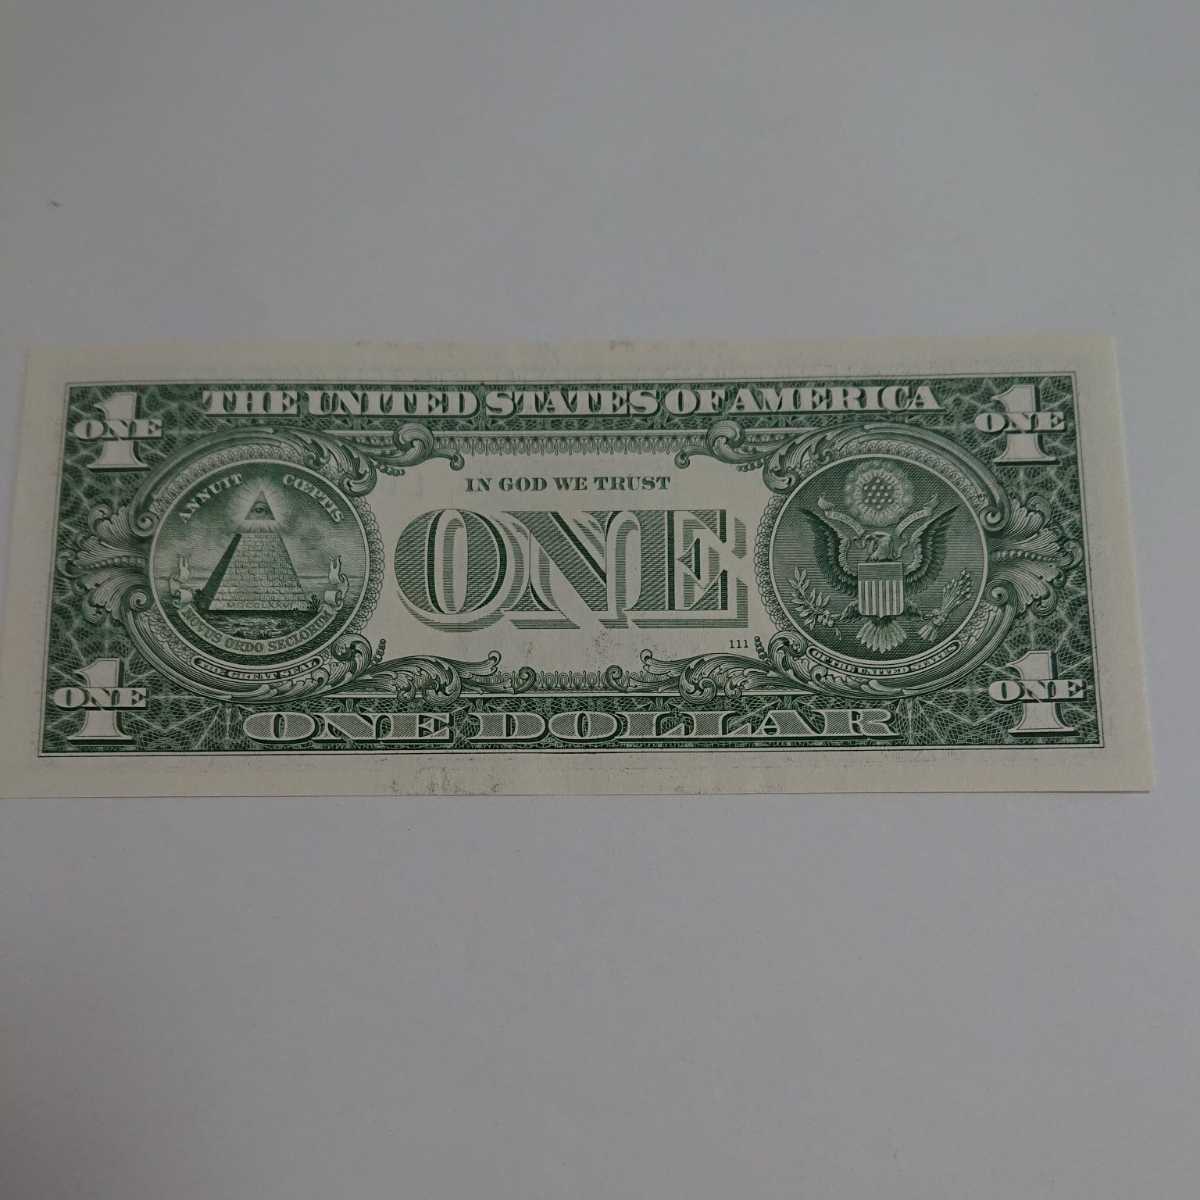 THE UNITED STATES OF AMERICA
1
ONE
1
ONE
ANNUIT CŒPTIS
IN GOD WE TRUST
ONE
MDCCLXXVI
NOVUS ORDO SECLORUM
111
THE GREAT SEAL
OF THE UNITED STATES
1
ONE
1
ONE
ONE DOLLAR